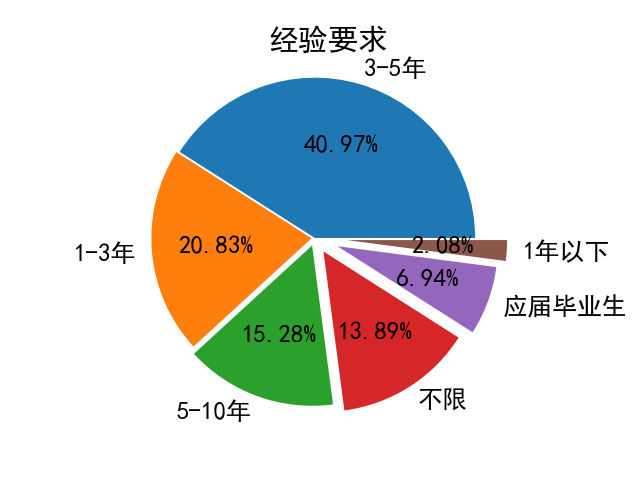 经验要求
3-5年
40.97%
1-3年
20.83%
2.08%
1年以下
6.94%
应届毕业生
15.28%
13.89%
5-10年
不限